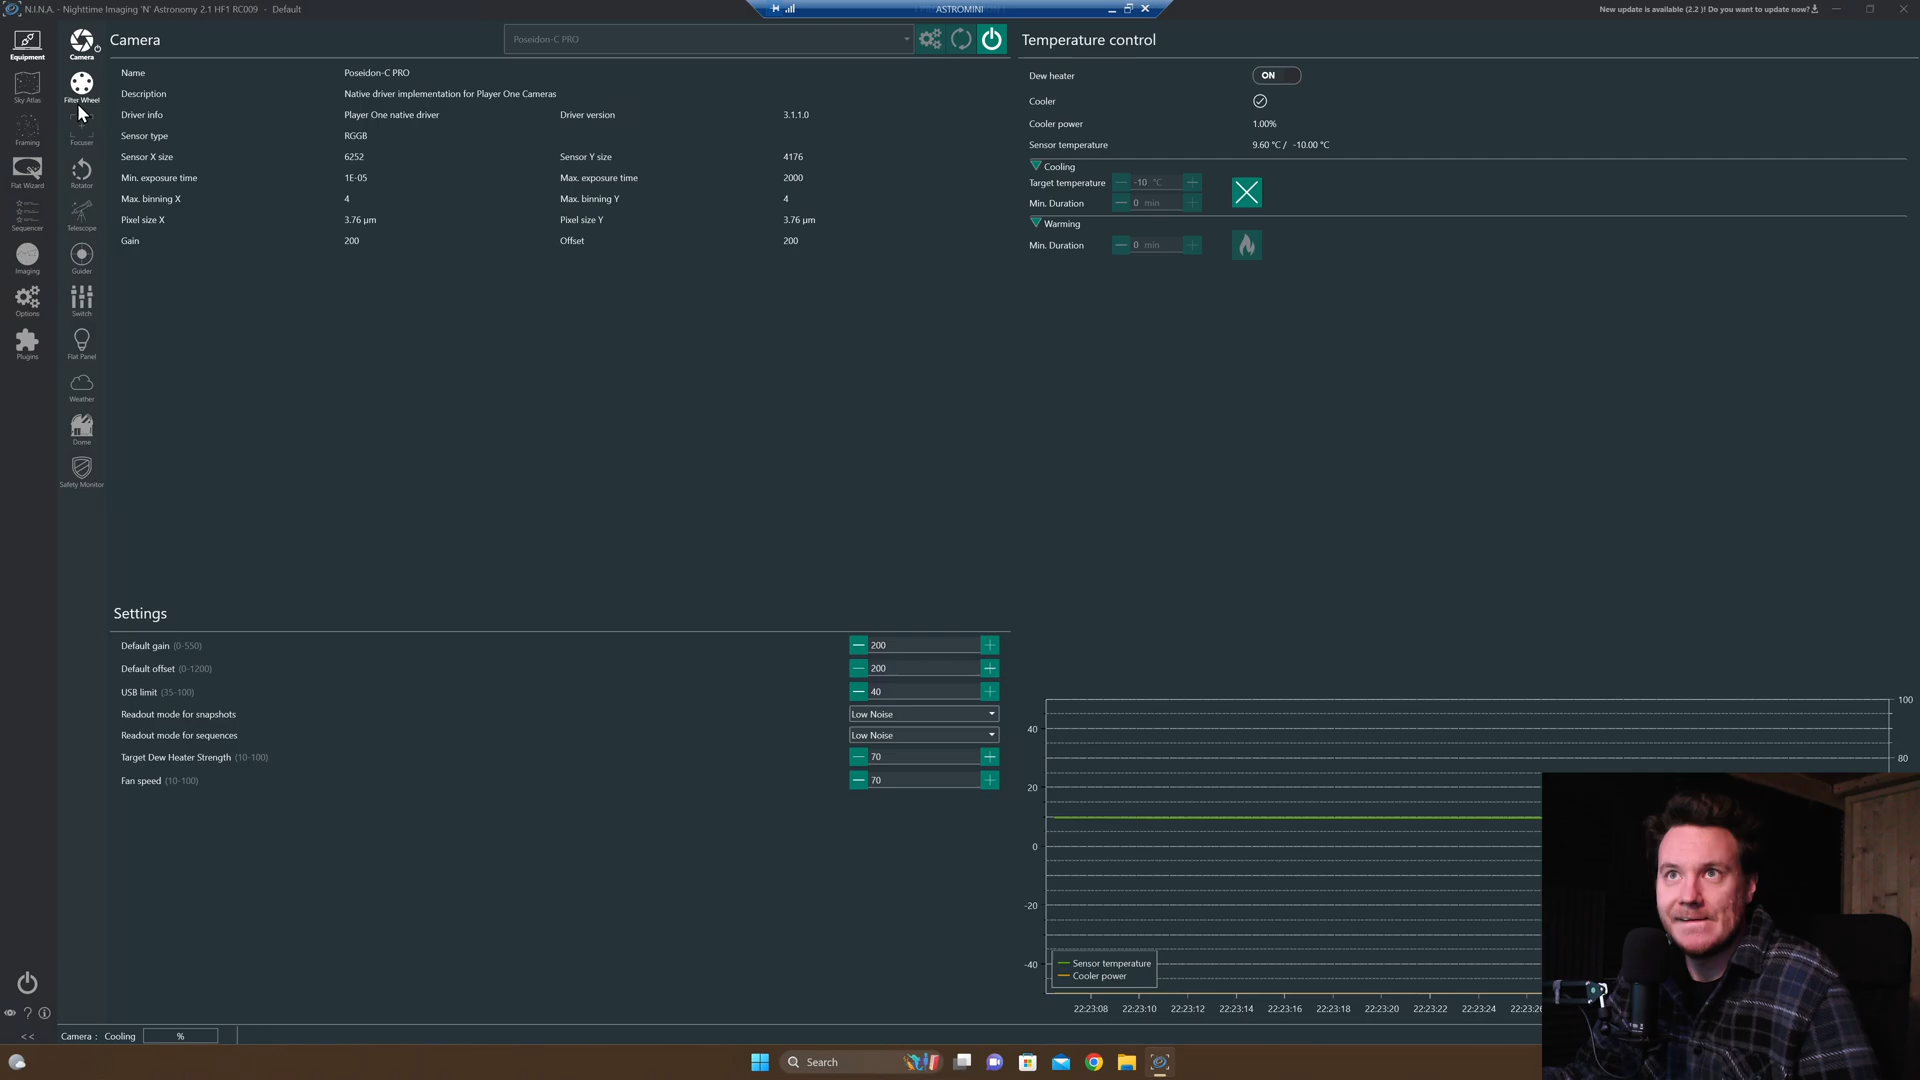 N.I.N.A. - Nighttime Imaging 'N' Astronomy 2.1 HF1 RC009 - Default
ASTROMINI
New update is available (2.2 )! Do you want to update now?
Equipment
Sky Atlas
Framing
Flat Wizard
Sequencer
Imaging
Options
Plugins
Camera
Filter Wheel
Focuser
Rotator
Telescope
Guider
Switch
Flat Panel
Weather
Dome
Safety Monitor
Camera
Poseidon-C PRO
Name Poseidon-C PRO
Description Native driver implementation for Player One Cameras
Driver info Player One native driver Driver version 3.1.1.0
Sensor type RGGB
Sensor X size 6252 Sensor Y size 4176
Min. exposure time 1E-05 Max. exposure time 2000
Max. binning X 4 Max. binning Y 4
Pixel size X 3.76 µm Pixel size Y 3.76 µm
Gain 200 Offset 200
Temperature control
Dew heater ON
Cooler
Cooler power 1.00%
Sensor temperature 9.60 °C / -10.00 °C
Cooling
Target temperature -10 °C
Min. Duration 0 min
Warming
Min. Duration 0 min
Settings
Default gain (0-550) 200
Default offset (0-1200) 200
USB limit (35-100) 40
Readout mode for snapshots Low Noise
Readout mode for sequences Low Noise
Target Dew Heater Strength (10-100) 70
Fan speed (10-100) 70
100
40
80
20
0
-20
-40
Sensor temperature
Cooler power
22:23:08 22:23:10 22:23:12 22:23:14 22:23:16 22:23:18 22:23:20 22:23:22 22:23:24
<< Camera : Cooling %
Search